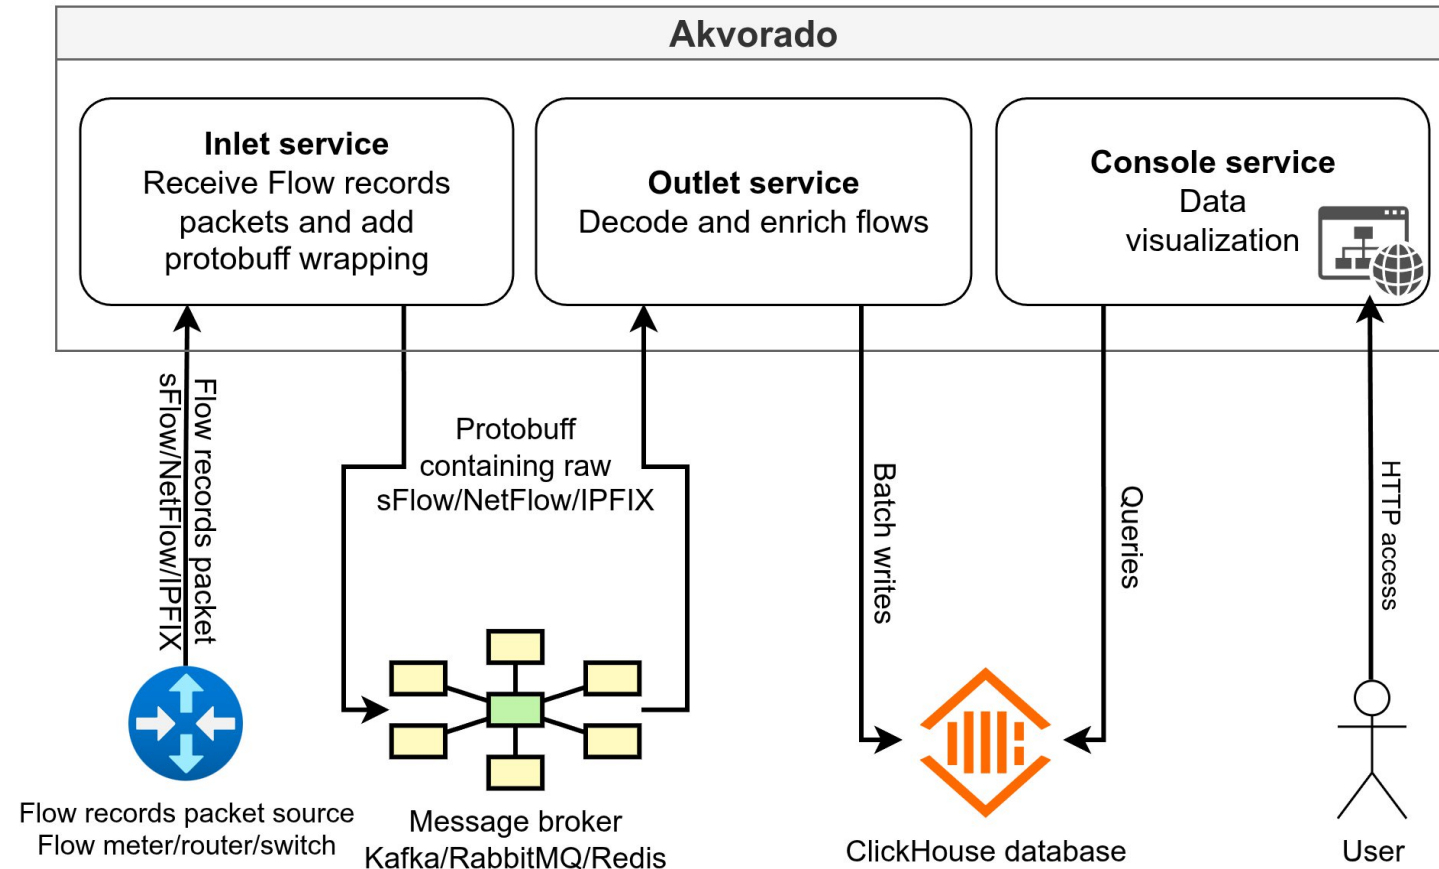 Akvorado
Inlet service
Receive Flow records
packets and add
protobuff wrapping
Outlet service
Decode and enrich flows
Console service
Data
visualization
Flow records packet
sFlow/NetFlow/IPFIX
Protobuff
containing raw
sFlow/NetFlow/IPFIX
Batch writes
Queries
HTTP access
Flow records packet source
Flow meter/router/switch
Message broker
Kafka/RabbitMQ/Redis
ClickHouse database
User